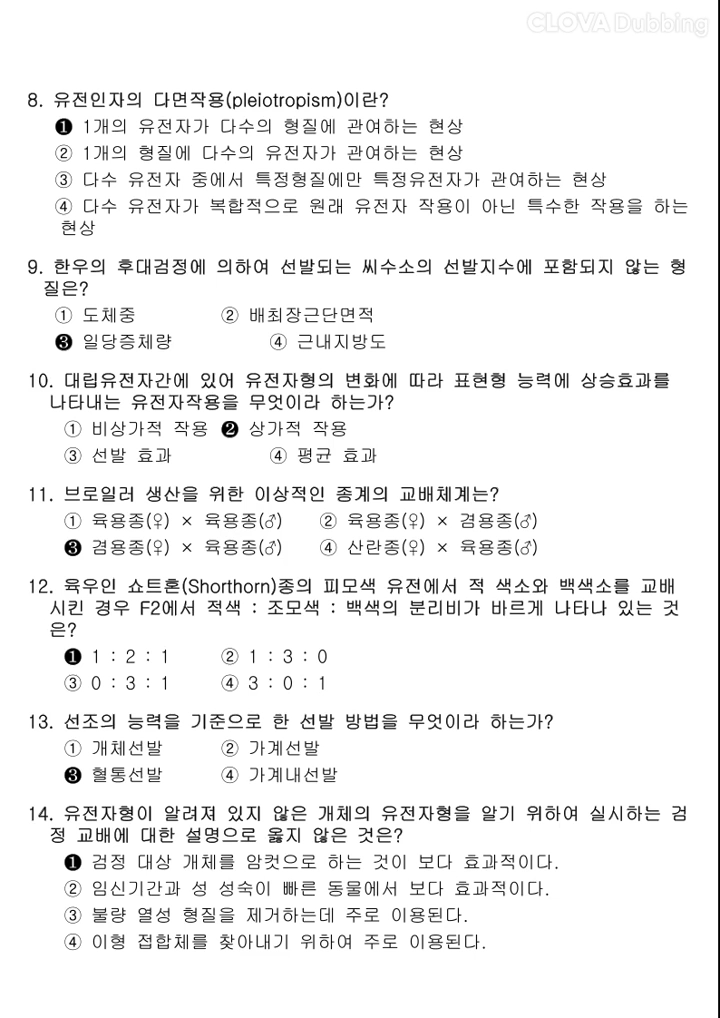 CLOVA Dubbing
8. 유전인자의 다면작용(pleiotropism)이란?
❶ 1개의 유전자가 다수의 형질에 관여하는 현상
② 1개의 형질에 다수의 유전자가 관여하는 현상
③ 다수 유전자 중에서 특정형질에만 특정유전자가 관여하는 현상
④ 다수 유전자가 복합적으로 원래 유전자 작용이 아닌 특수한 작용을 하는
현상
9. 한우의 후대검정에 의하여 선발되는 씨수소의 선발지수에 포함되지 않는 형
질은?
① 도체중 ② 배최장근단면적
❸ 일당증체량 ④ 근내지방도
10. 대립유전자간에 있어 유전자형의 변화에 따라 표현형 능력에 상승효과를
나타내는 유전자작용을 무엇이라 하는가?
① 비상가적 작용 ❷ 상가적 작용
③ 선발 효과 ④ 평균 효과
11. 브로일러 생산을 위한 이상적인 종계의 교배체계는?
① 육용종(♀) × 육용종(♂) ② 육용종(♀) × 겸용종(♂)
❸ 겸용종(♀) × 육용종(♂) ④ 산란종(♀) × 육용종(♂)
12. 육우인 쇼트혼(Shorthorn)종의 피모색 유전에서 적 색소와 백색소를 교배
시킨 경우 F2에서 적색 : 조모색 : 백색의 분리비가 바르게 나타나 있는 것
은?
❶ 1 : 2 : 1 ② 1 : 3 : 0
③ 0 : 3 : 1 ④ 3 : 0 : 1
13. 선조의 능력을 기준으로 한 선발 방법을 무엇이라 하는가?
① 개체선발 ② 가계선발
❸ 혈통선발 ④ 가계내선발
14. 유전자형이 알려져 있지 않은 개체의 유전자형을 알기 위하여 실시하는 검
정 교배에 대한 설명으로 옳지 않은 것은?
❶ 검정 대상 개체를 암컷으로 하는 것이 보다 효과적이다.
② 임신기간과 성 성숙이 빠른 동물에서 보다 효과적이다.
③ 불량 열성 형질을 제거하는데 주로 이용된다.
④ 이형 접합체를 찾아내기 위하여 주로 이용된다.